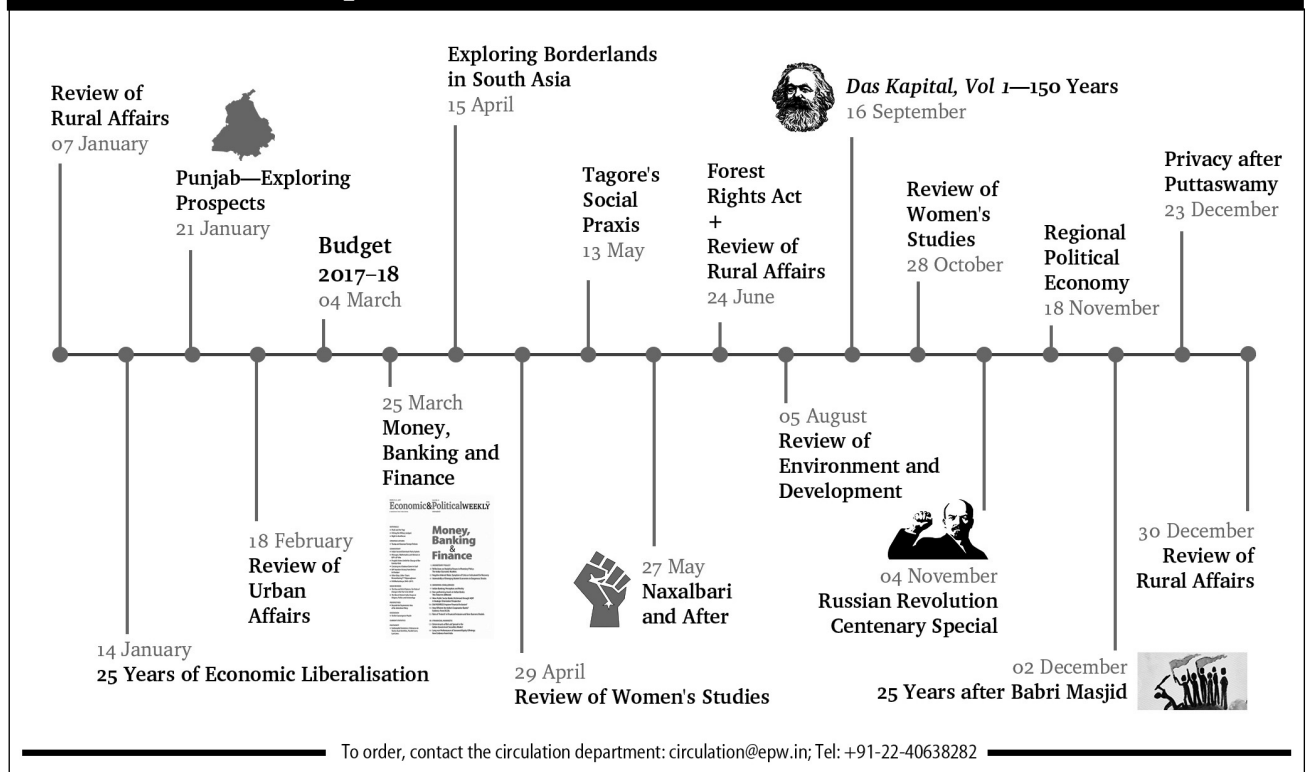 Review of
Rural Affairs
07 January
Punjab—Exploring
Prospects
21 January
Budget
2017–18
04 March
Exploring Borderlands
in South Asia
15 April
Tagore's
Social
Praxis
13 May
Forest
Rights Act
+
Review of
Rural Affairs
24 June
Das Kapital, Vol 1—150 Years
16 September
Review of
Women's
Studies
28 October
Regional
Political
Economy
18 November
Privacy after
Puttaswamy
23 December
14 January
25 Years of Economic Liberalisation
18 February
Review of
Urban
Affairs
25 March
Money,
Banking and
Finance
Economic&PoliticalWEEKLY
Money,
Banking
&
Finance
29 April
Review of Women's Studies
27 May
Naxalbari
and After
05 August
Review of
Environment and
Development
04 November
Russian Revolution
Centenary Special
02 December
25 Years after Babri Masjid
30 December
Review of
Rural Affairs
To order, contact the circulation department: circulation@epw.in; Tel: +91-22-40638282